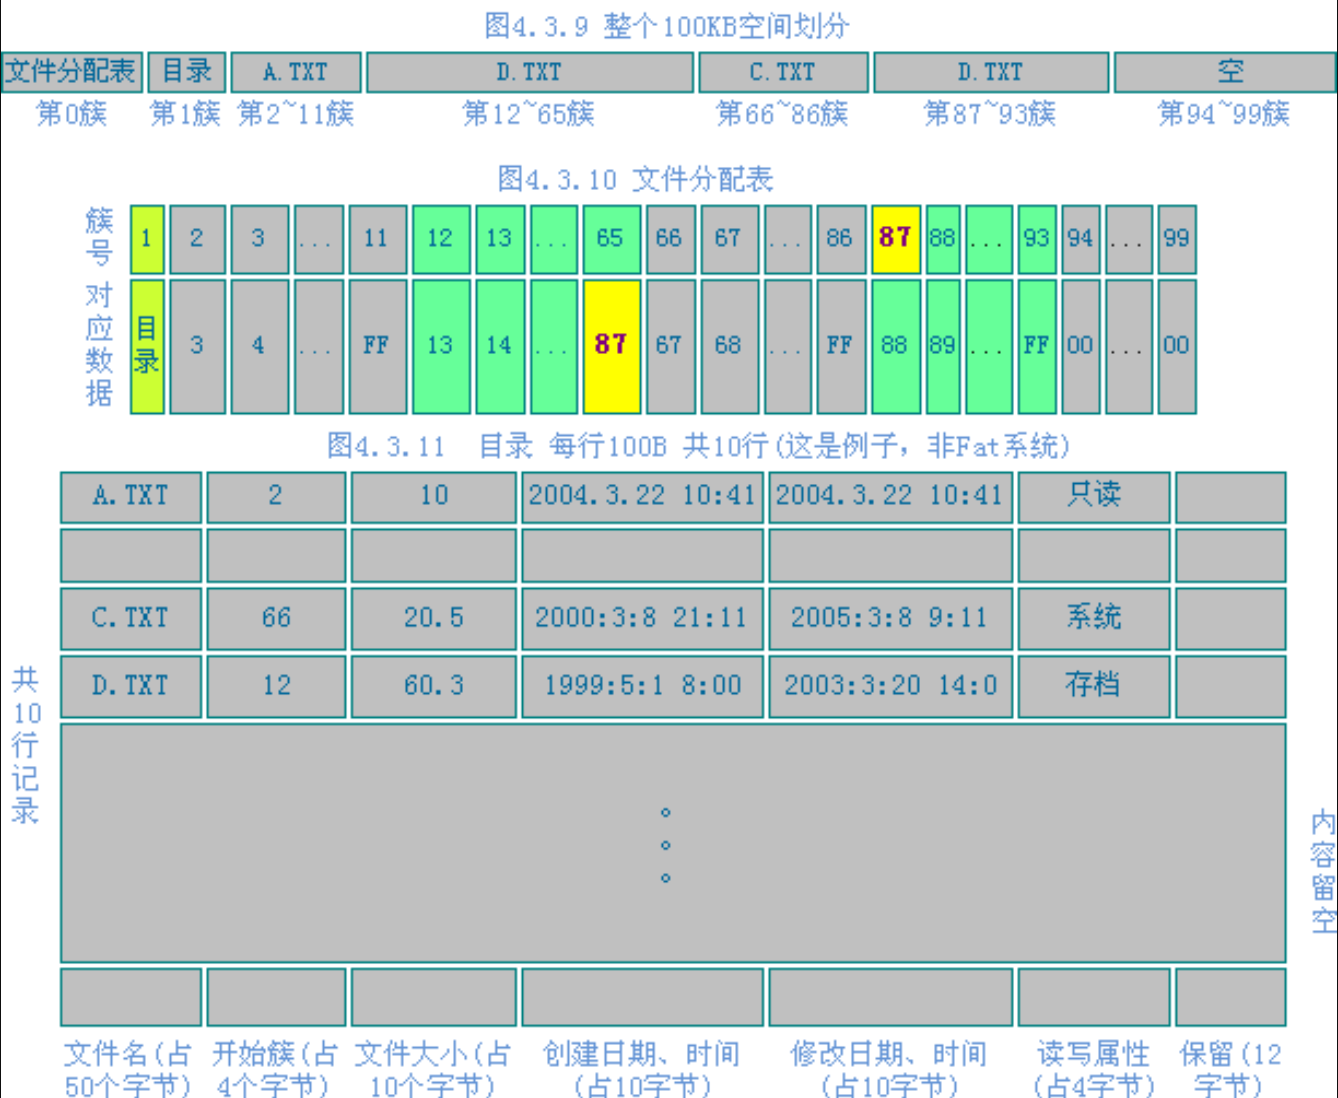 图4.3.9 整个100KB空间划分
文件分配表 目录 A.TXT D.TXT C.TXT D.TXT 空
第0簇 第1簇 第2~11簇 第12~65簇 第66~86簇 第87~93簇 第94~99簇
图4.3.10 文件分配表
簇号 1 2 3 ... 11 12 13 ... 65 66 67 ... 86 87 88 ... 93 94 ... 99
对应数据 目录 3 4 ... FF 13 14 ... 87 67 68 ... FF 88 89 ... FF 00 ... 00
图4.3.11 目录 每行100B 共10行(这是例子，非Fat系统)
A.TXT 2 10 2004.3.22 10:41 2004.3.22 10:41 只读
C.TXT 66 20.5 2000:3:8 21:11 2005:3:8 9:11 系统
D.TXT 12 60.3 1999:5:1 8:00 2003:3:20 14:0 存档
共10行记录
。
。
。
内容留空
文件名(占 开始簇(占 文件大小(占 创建日期、时间 修改日期、时间 读写属性 保留(12
50个字节) 4个字节) 10个字节) (占10字节) (占10字节) (占4字节) 字节)